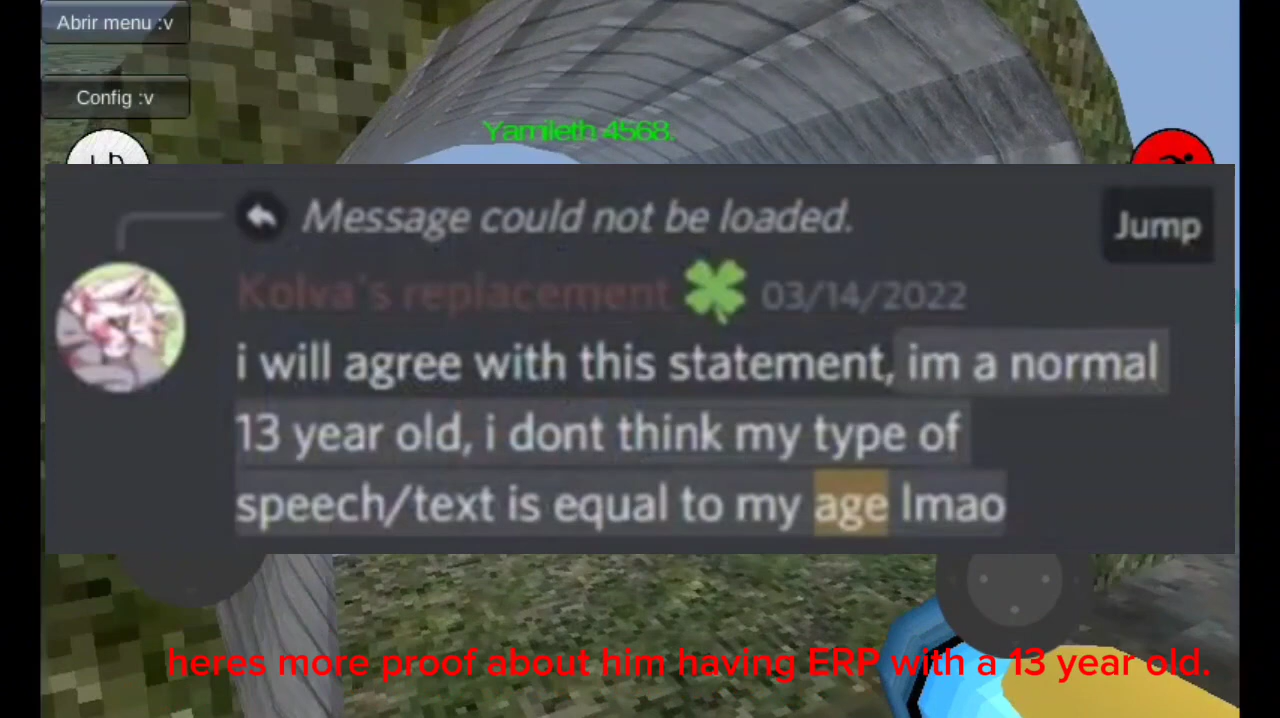 Abrir menu :v
Config :v
Yamileth 4568.
Message could not be loaded.
Jump
Kolva's replacement 03/14/2022
i will agree with this statement, im a normal
13 year old, i dont think my type of
speech/text is equal to my age lmao
heres more proof about him having ERP with a 13 year old.